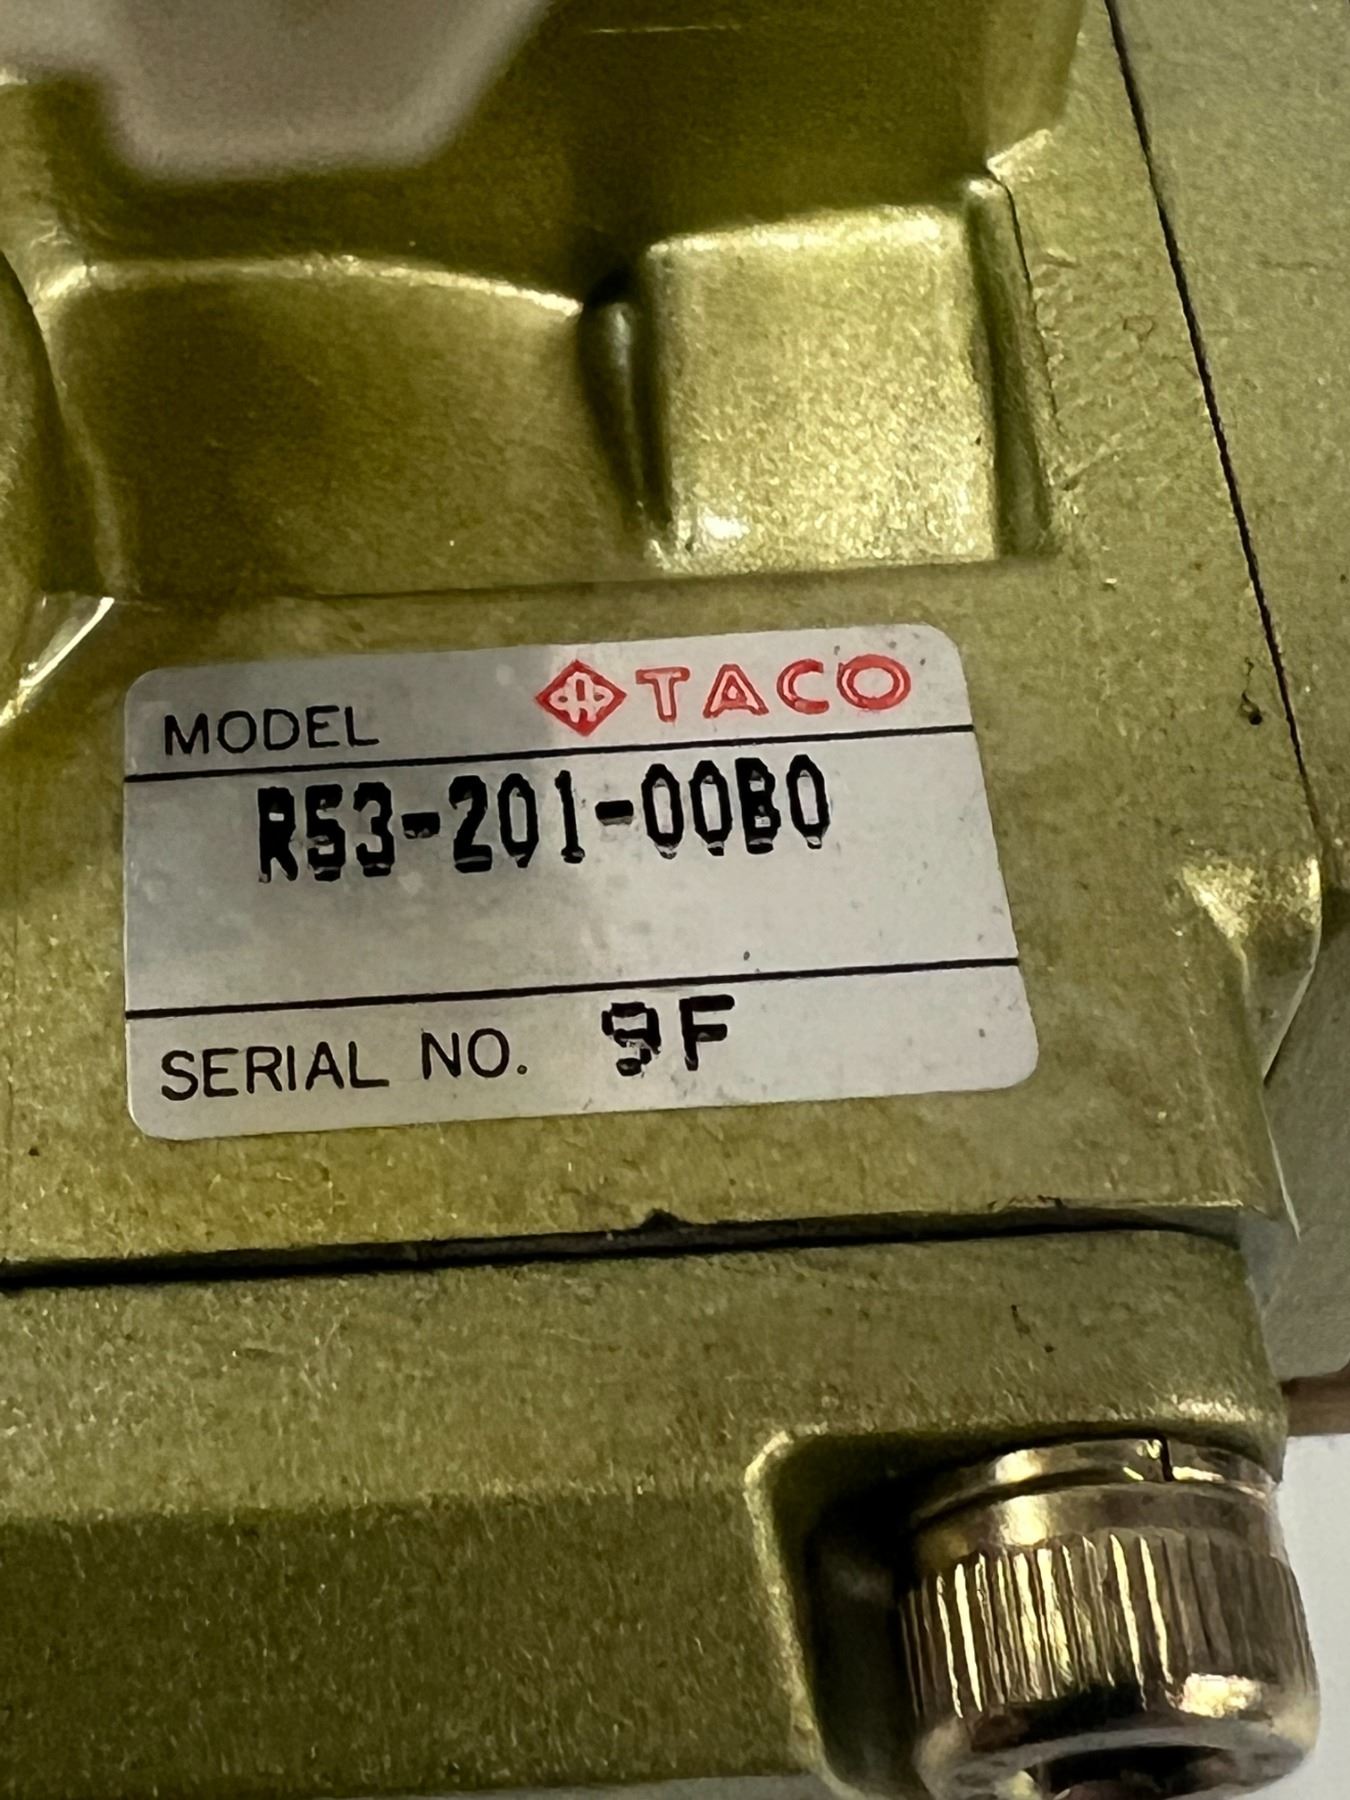 MODEL TACO
R53-201-00B0
SERIAL NO. 9F